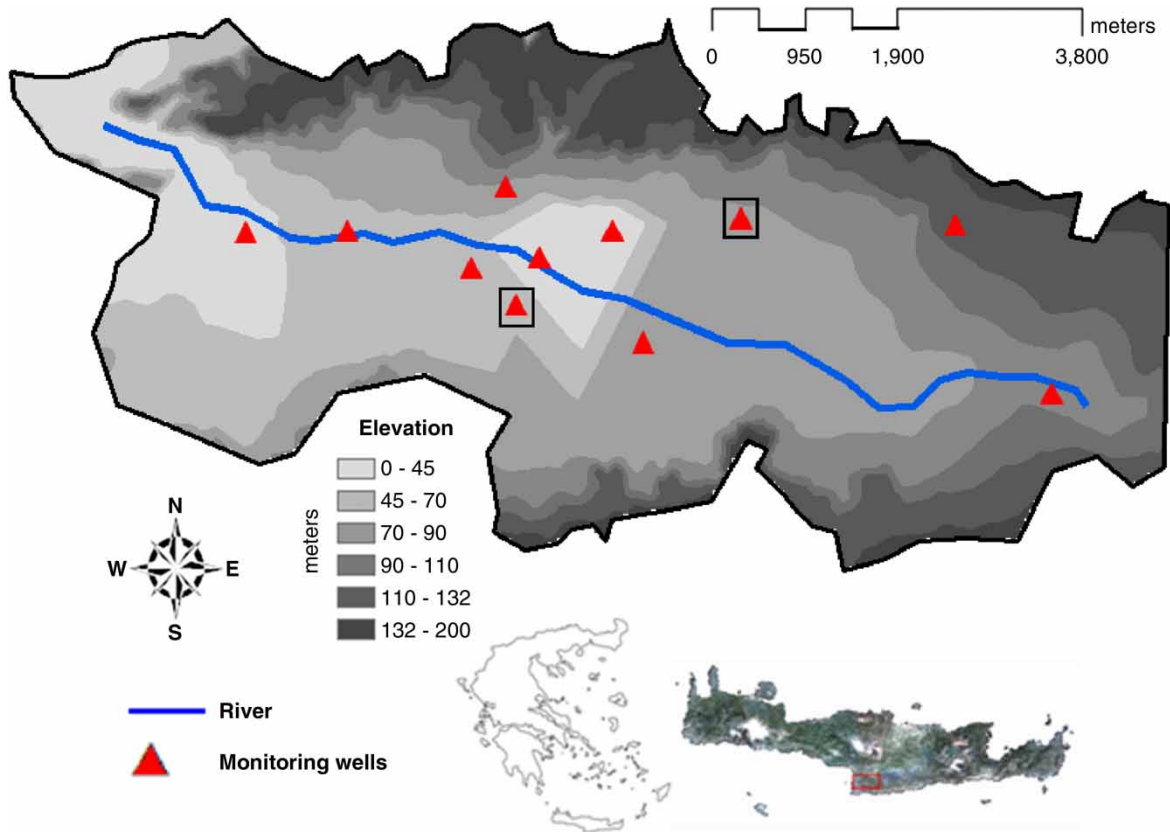 meters
0 950 1,900 3,800
Elevation
meters
0 - 45
45 - 70
70 - 90
90 - 110
110 - 132
132 - 200
N
W E
S
River
Monitoring wells